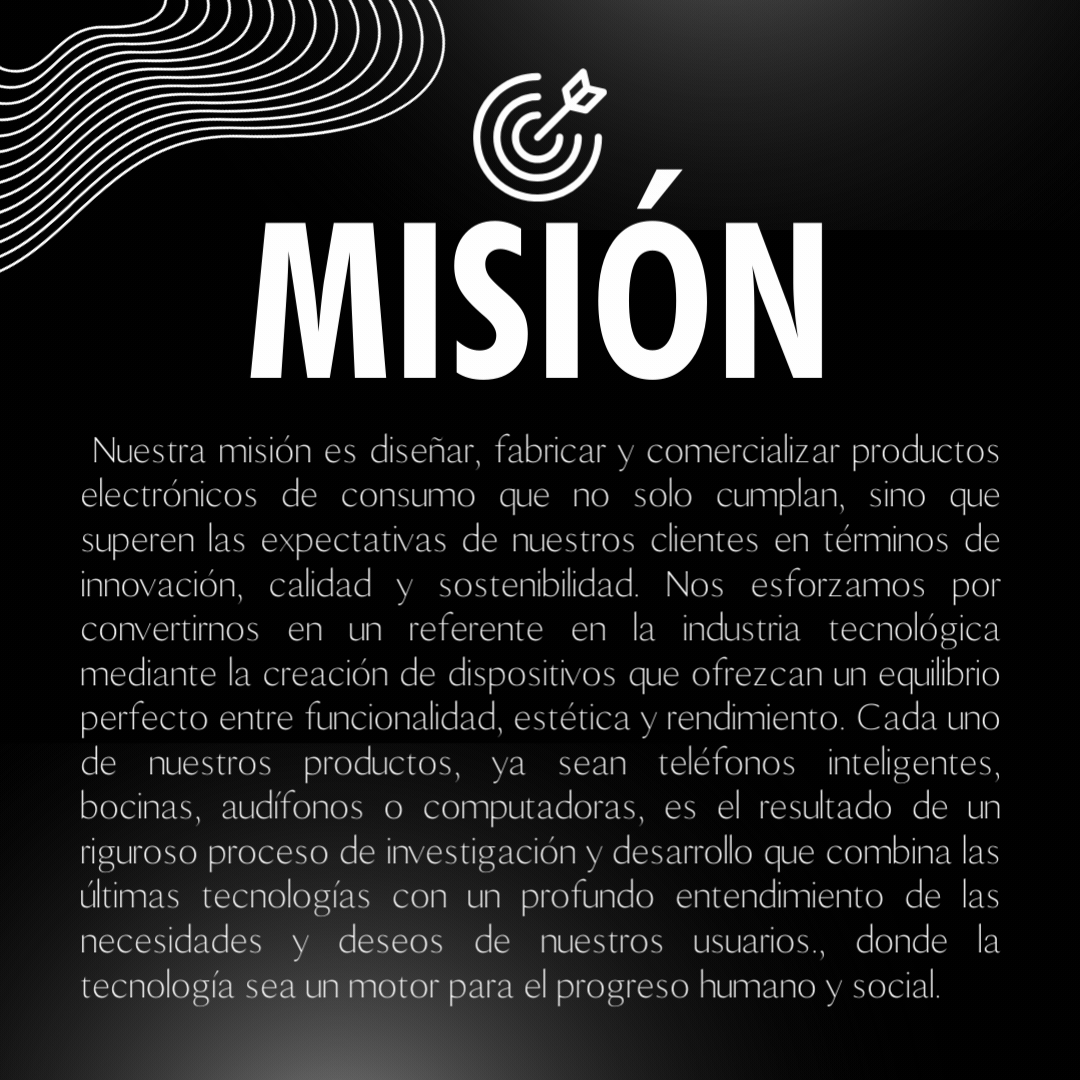 MISIÓN
Nuestra misión es diseñar, fabricar y comercializar productos
electrónicos de consumo que no solo cumplan, sino que
superen las expectativas de nuestros clientes en términos de
innovación, calidad y sostenibilidad. Nos esforzamos por
convertirnos en un referente en la industria tecnológica
mediante la creación de dispositivos que ofrezcan un equilibrio
perfecto entre funcionalidad, estética y rendimiento. Cada uno
de nuestros productos, ya sean teléfonos inteligentes,
bocinas, audífonos o computadoras, es el resultado de un
riguroso proceso de investigación y desarrollo que combina las
últimas tecnologías con un profundo entendimiento de las
necesidades y deseos de nuestros usuarios., donde la
tecnología sea un motor para el progreso humano y social.